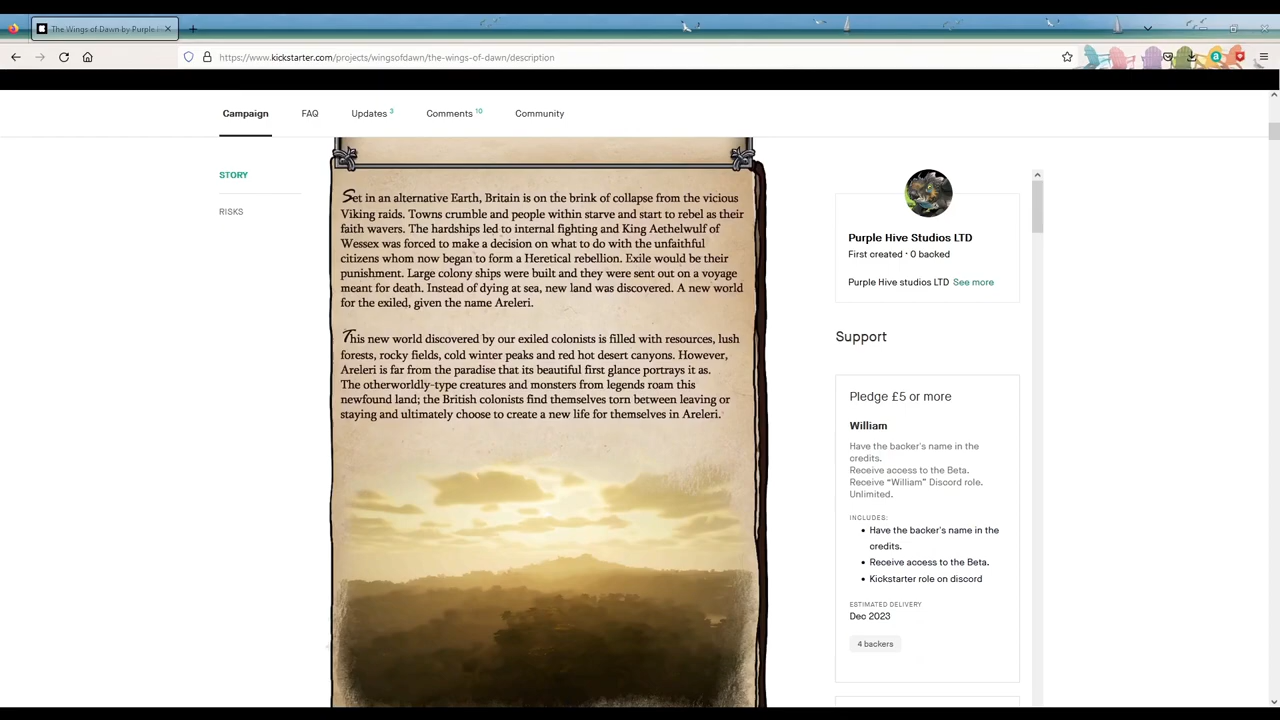 The Wings of Dawn by Purple
https://www.kickstarter.com/projects/wingsofdawn/the-wings-of-dawn/description
Campaign
FAQ
Updates 3
Comments 10
Community
STORY
RISKS
Set in an alternative Earth, Britain is on the brink of collapse from the vicious
Viking raids. Towns crumble and people within starve and start to rebel as their
faith wavers. The hardships led to internal fighting and King Aethelwulf of
Wessex was forced to make a decision on what to do with the unfaithful
citizens whom now began to form a Heretical rebellion. Exile would be their
punishment. Large colony ships were built and they were sent out on a voyage
meant for death. Instead of dying at sea, new land was discovered. A new world
for the exiled, given the name Areleri.
This new world discovered by our exiled colonists is filled with resources, lush
forests, rocky fields, cold winter peaks and red hot desert canyons. However,
Areleri is far from the paradise that its beautiful first glance portrays it as.
The otherworldly-type creatures and monsters from legends roam this
newfound land; the British colonists find themselves torn between leaving or
staying and ultimately choose to create a new life for themselves in Areleri.
Purple Hive Studios LTD
First created · 0 backed
Purple Hive studios LTD See more
Support
Pledge £5 or more
William
Have the backer's name in the
credits.
Receive access to the Beta.
Receive “William” Discord role.
Unlimited.
INCLUDES:
• Have the backer's name in the
credits.
• Receive access to the Beta.
• Kickstarter role on discord
ESTIMATED DELIVERY
Dec 2023
4 backers